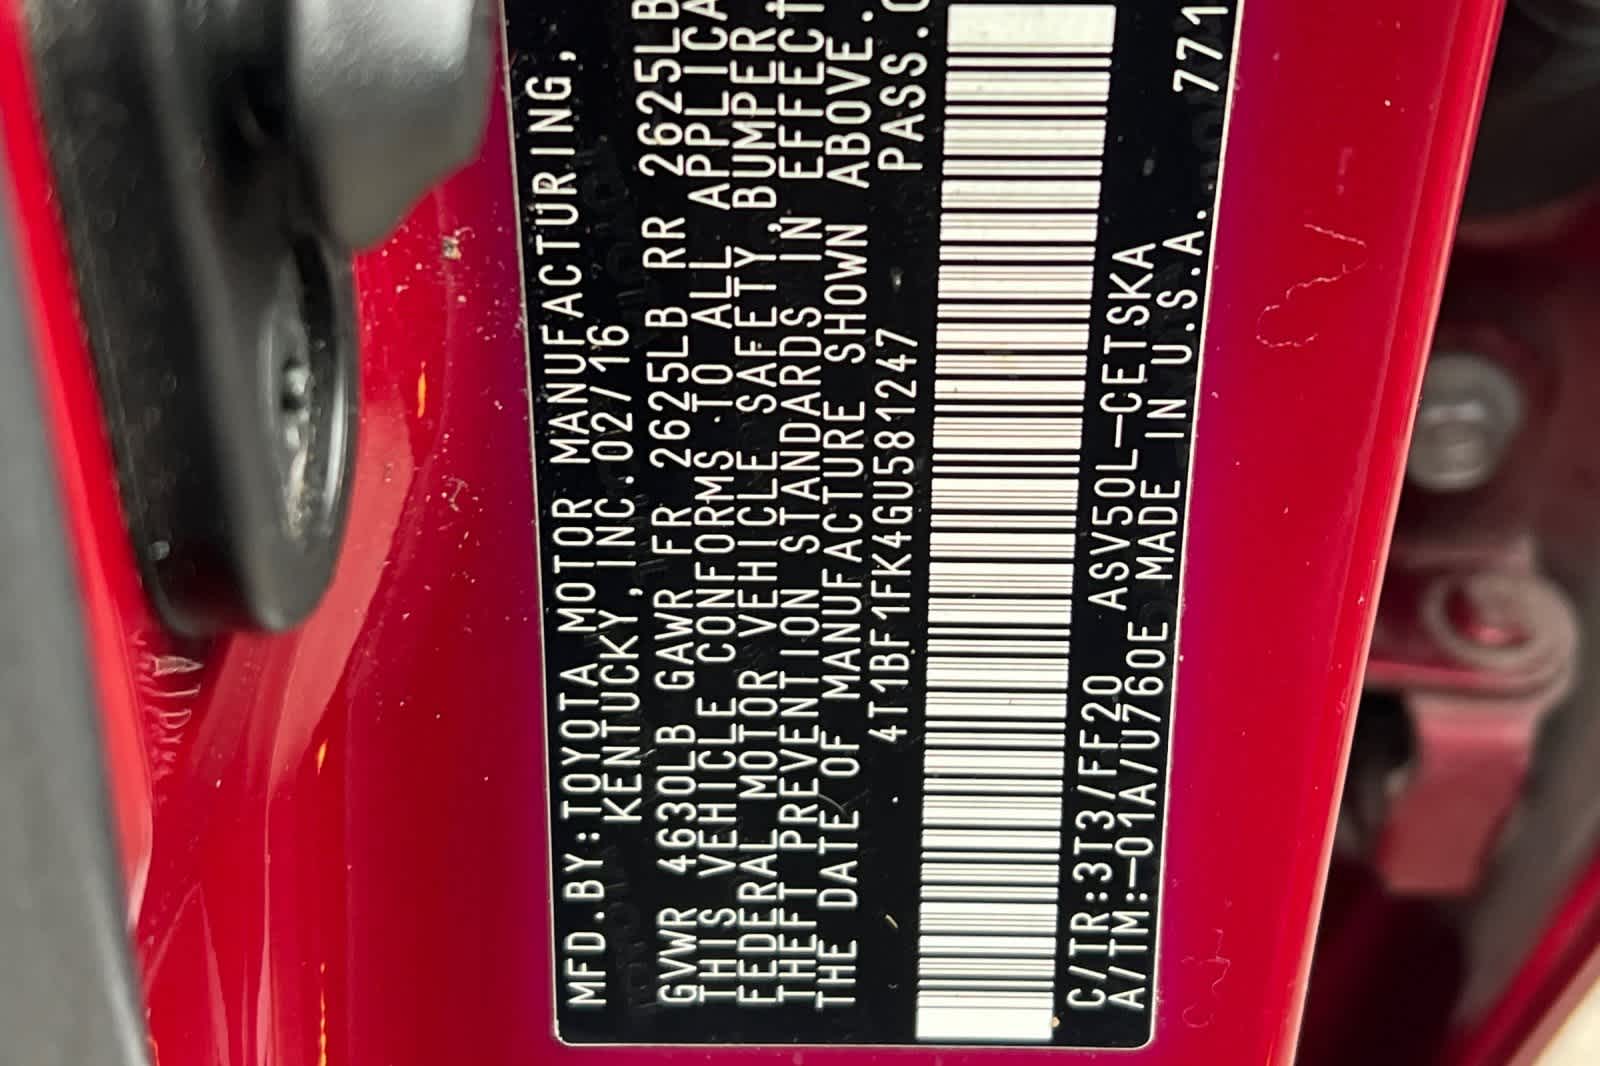 MFD.BY:TOYOTA MOTOR MANUFACTURING,
KENTUCKY,INC.02/16
GVWR 4630LB GAWR FR 2625LB RR 2625LB
THIS VEHICLE CONFORMS TO ALL APPLICA
FEDERAL MOTOR VEHICLE SAFETY,BUMPER,
THEFT PREVENTION STANDARDS IN EFFECT
THE DATE OF MANUFACTURE SHOWN ABOVE.
4T1BF1FK4GU581247 PASS.C
C/TR:3T3/FF20 ASV50L-CETSKA
A/TM:-01A/U760E MADE IN U.S.A. 771